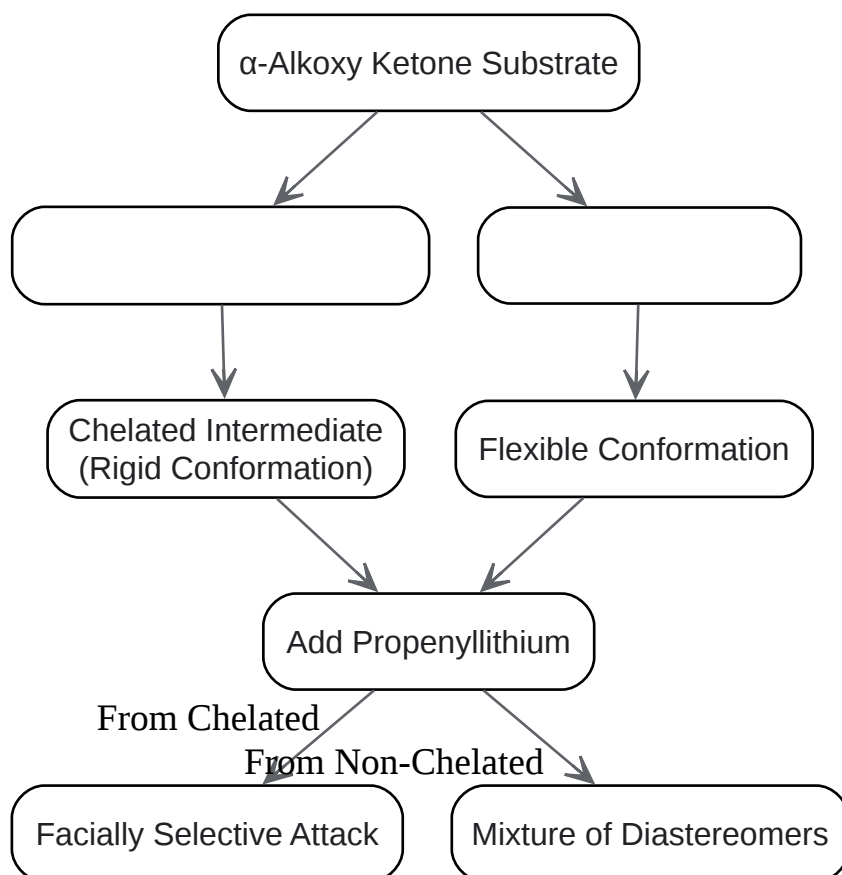 α-Alkoxy Ketone Substrate
Chelated Intermediate
(Rigid Conformation)
Flexible Conformation
Add Propenyllithium
From Chelated
From Non-Chelated
Facially Selective Attack
Mixture of Diastereomers